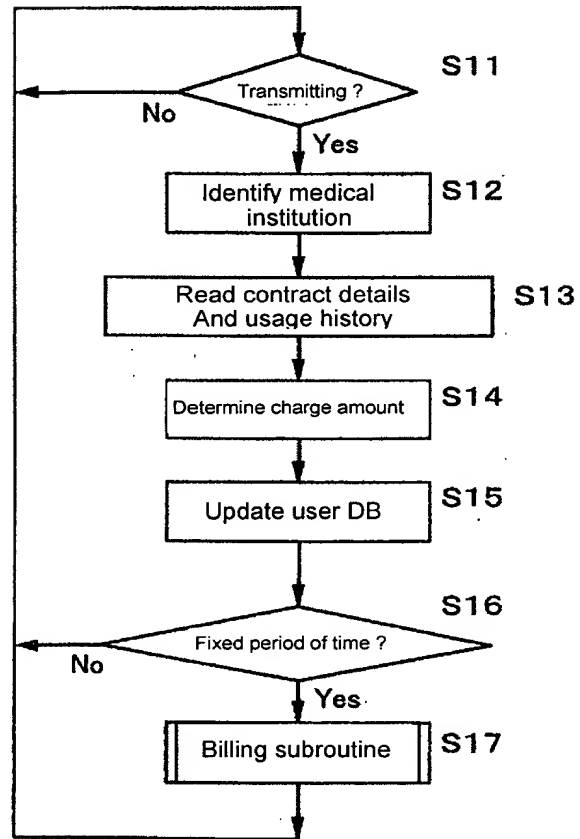 S11
Transmitting ?
No
Yes
Identify medical
institution
S12
Read contract details
And usage history
S13
Determine charge amount
S14
Update user DB
S15
S16
Fixed period of time ?
No
Yes
Billing subroutine
S17